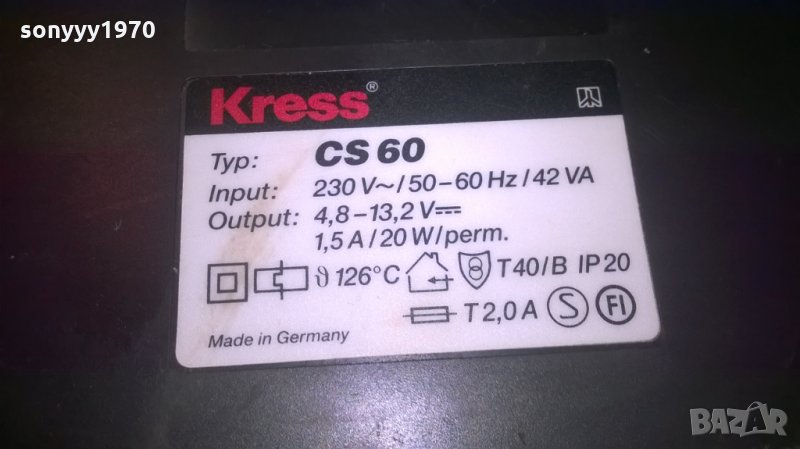 sonyyy1970
Kress®
Typ: CS 60
Input: 230 V~/50-60 Hz/42 VA
Output: 4,8-13,2 V⎓
1,5 A/20 W/perm.
ϑ 126°C T40/B IP20
T2,0A S FI
Made in Germany
BAZAR